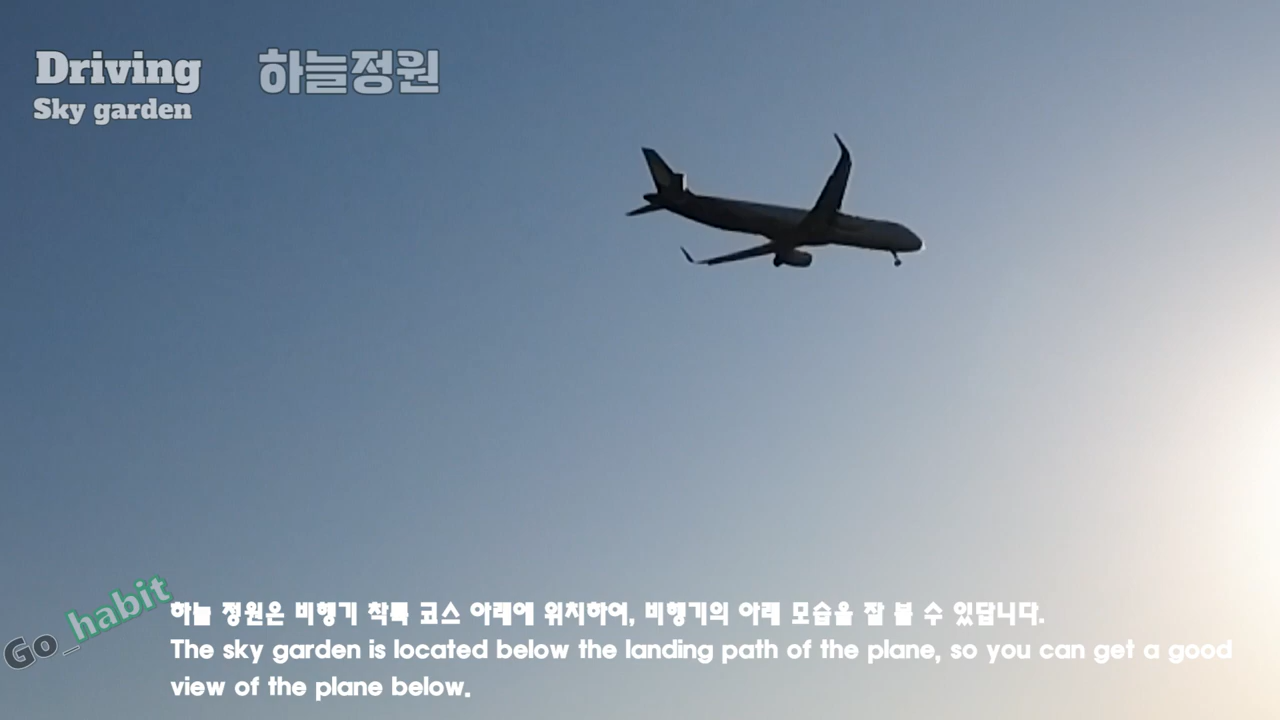 Driving
Sky garden
하늘정원
Go_habit
하늘 정원은 비행기 착륙 코스 아래에 위치하여, 비행기의 아래 모습을 잘 볼 수 있답니다.
The sky garden is located below the landing path of the plane, so you can get a good
view of the plane below.